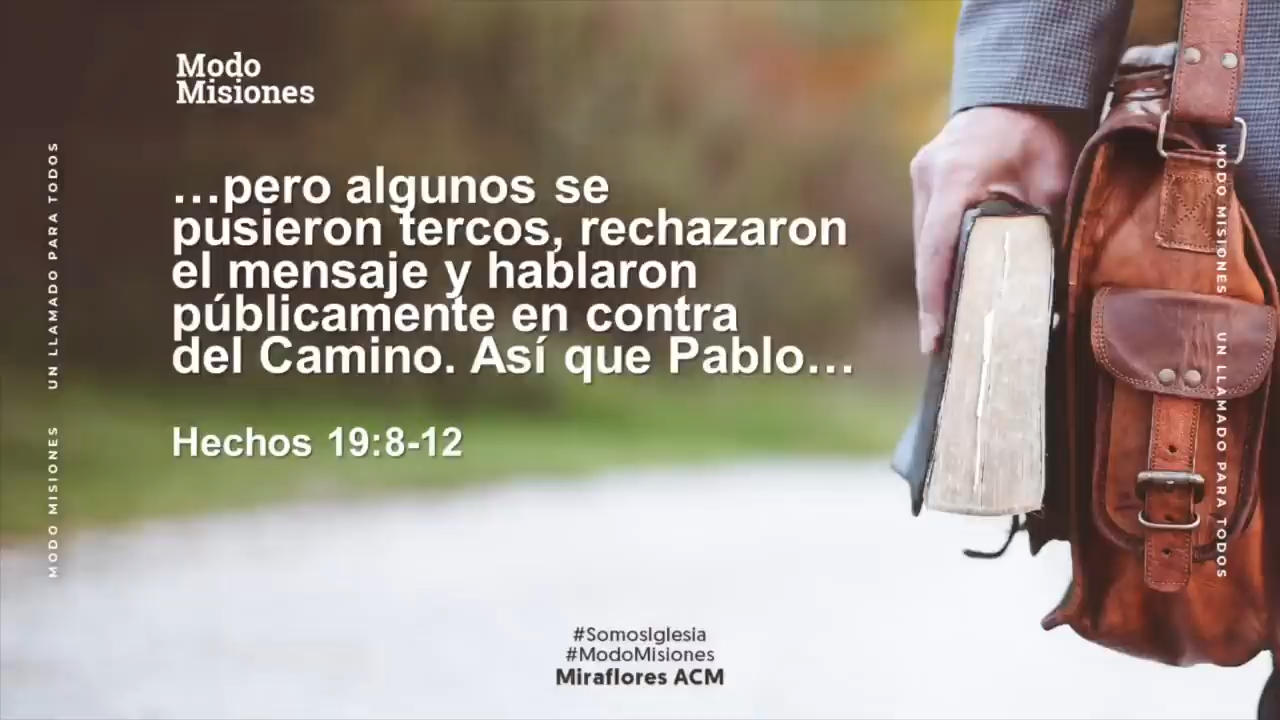 Modo
Misiones
…pero algunos se
pusieron tercos, rechazaron
el mensaje y hablaron
públicamente en contra
del Camino. Así que Pablo…
Hechos 19:8-12
MODO MISIONES UN LLAMADO PARA TODOS
MODO MISIONES UN LLAMADO PARA TODOS
#SomosIglesia
#ModoMisiones
Miraflores ACM